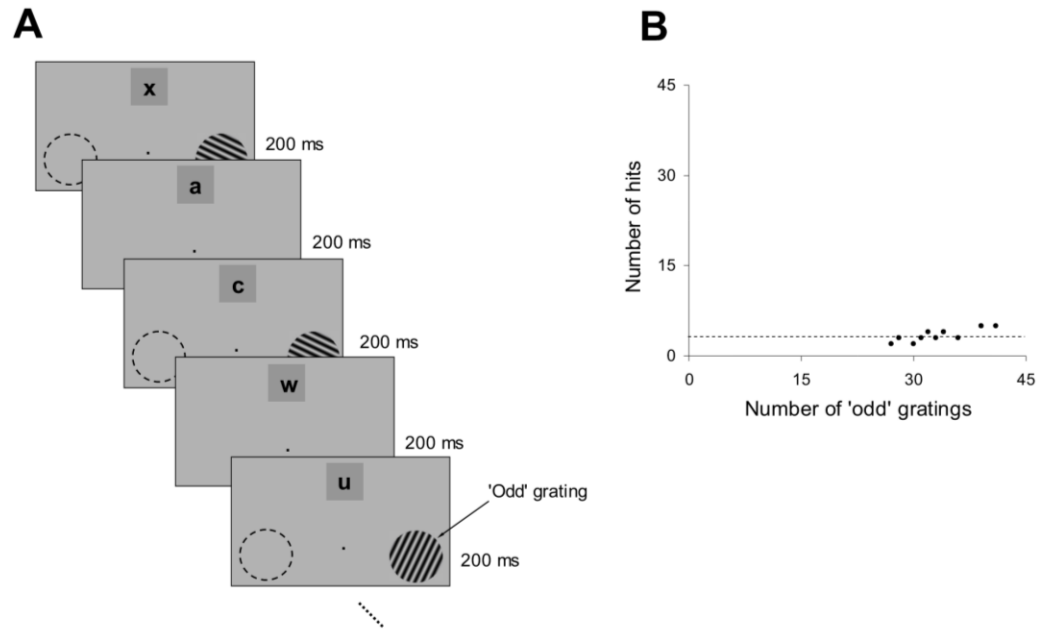 A
x
200 ms
a
200 ms
c
200 ms
w
200 ms
u
'Odd' grating
200 ms
B
45
30
15
0
Number of hits
0 15 30 45
Number of 'odd' gratings